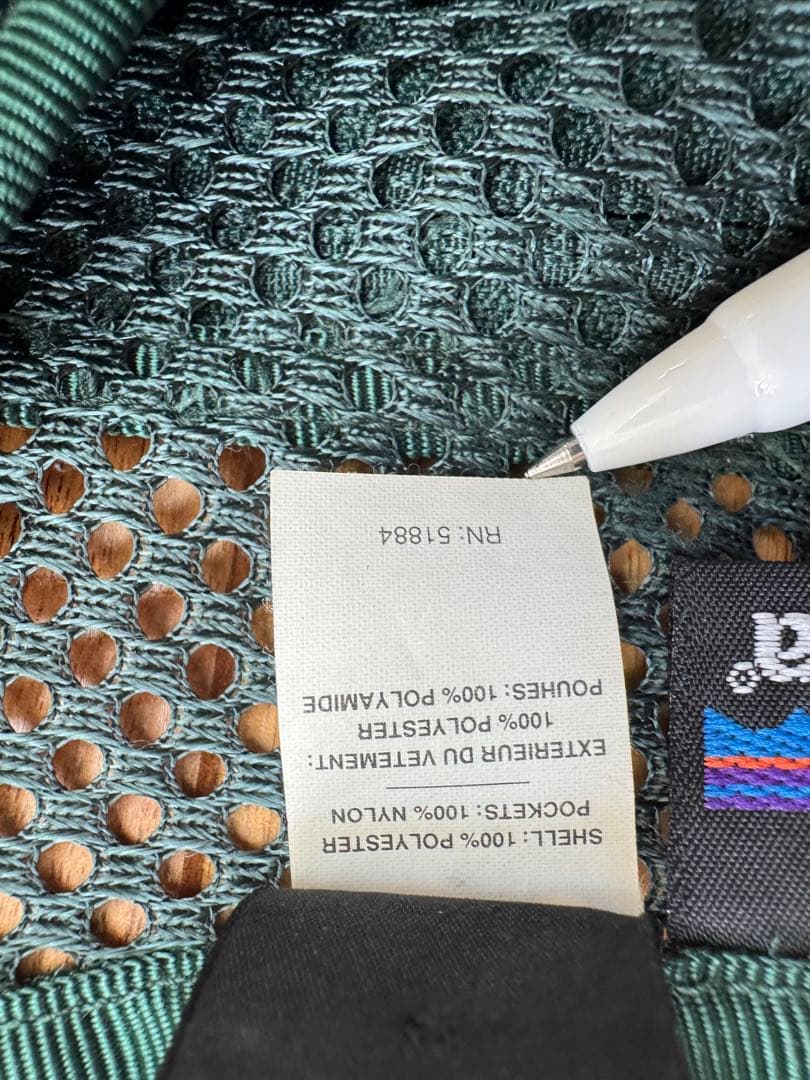 SHELL: 100% POLYESTER
POCKETS: 100% NYLON
EXTERIEUR DU VETEMENT:
100% POLYESTER
POUHES: 100% POLYAMIDE
RN: 51884